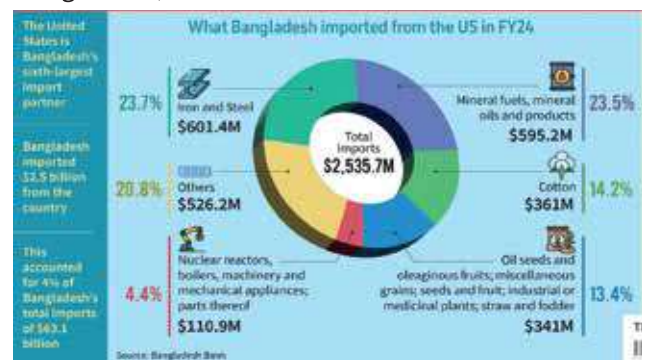 What Bangladesh imported from the US in FY24
The United
States is
Bangladesh's
sixth-largest
import
partner
Bangladesh
imported
$2.5 billion
from the
country
This
accounted
for 4% of
Bangladesh's
total imports
of $63.1
billion
23.7%
Iron and Steel
$601.4M
20.8%
Others
$526.2M
4.4%
Nuclear reactors,
boilers, machinery and
mechanical appliances;
parts thereof
$110.9M
Total
Imports
$2,535.7M
Mineral fuels, mineral
oils and products
$595.2M
23.5%
Cotton
$361M
14.2%
Oil seeds and
oleaginous fruits; miscellaneous
grains; seeds and fruit; industrial or
medicinal plants; straw and fodder
$341M
13.4%
Source: Bangladesh Bank